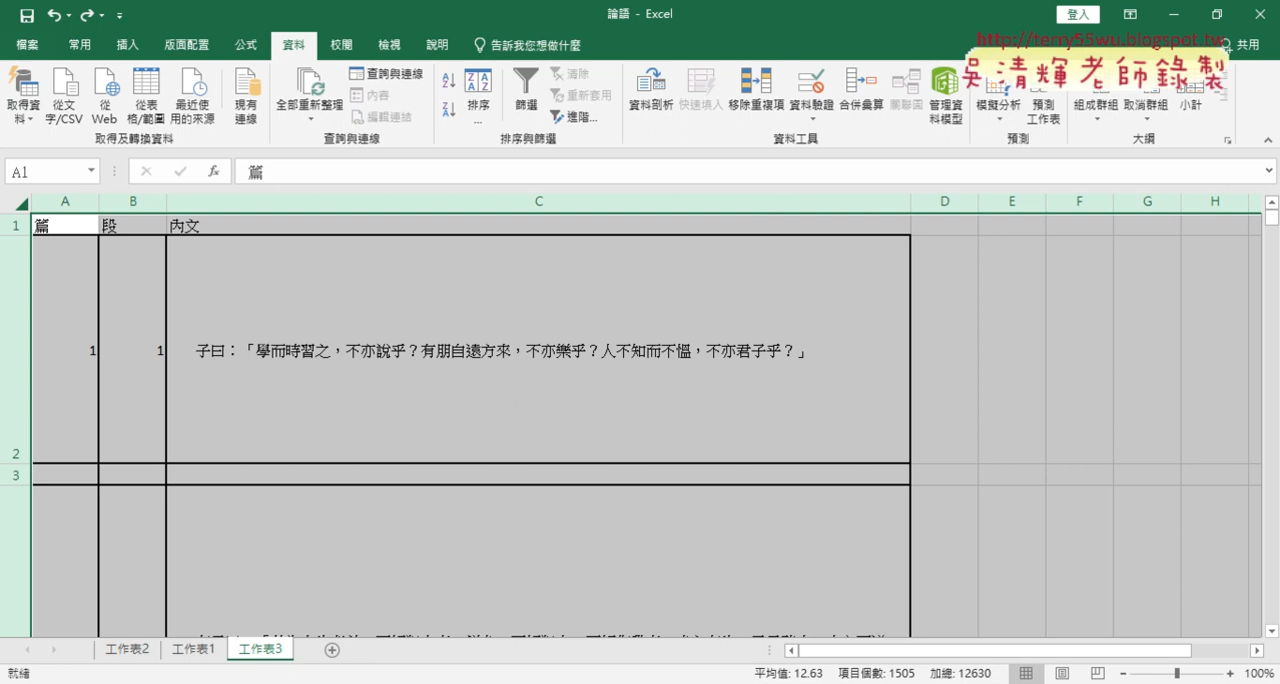 論語 - Excel
登入
http://terry55wu.blogspot.tw
吳清輝老師錄製
檔案 常用 插入 版面配置 公式 資料 校閱 檢視 說明 告訴我您想做什麼 共用
取得資料 從文字/CSV 從Web 從表格/範圍 最近使用的來源 現有連線 全部重新整理 查詢與連線 內容 編輯連結 排序... 篩選 清除 重新套用 進階... 資料剖析 快速填入 移除重複項 資料驗證 合併彙算 關聯圖 管理資料模型 模擬分析 預測工作表 組成群組 取消群組 小計
取得及轉換資料 查詢與連線 排序與篩選 資料工具 預測 大綱
A1 fx 篇
A B C D E F G H
1 篇 段 內文
2 1 1 子曰：「學而時習之，不亦說乎？有朋自遠方來，不亦樂乎？人不知而不慍，不亦君子乎？」
3
工作表2 工作表1 工作表3
就緒 平均值: 12.63 項目個數: 1505 加總: 12630 100%